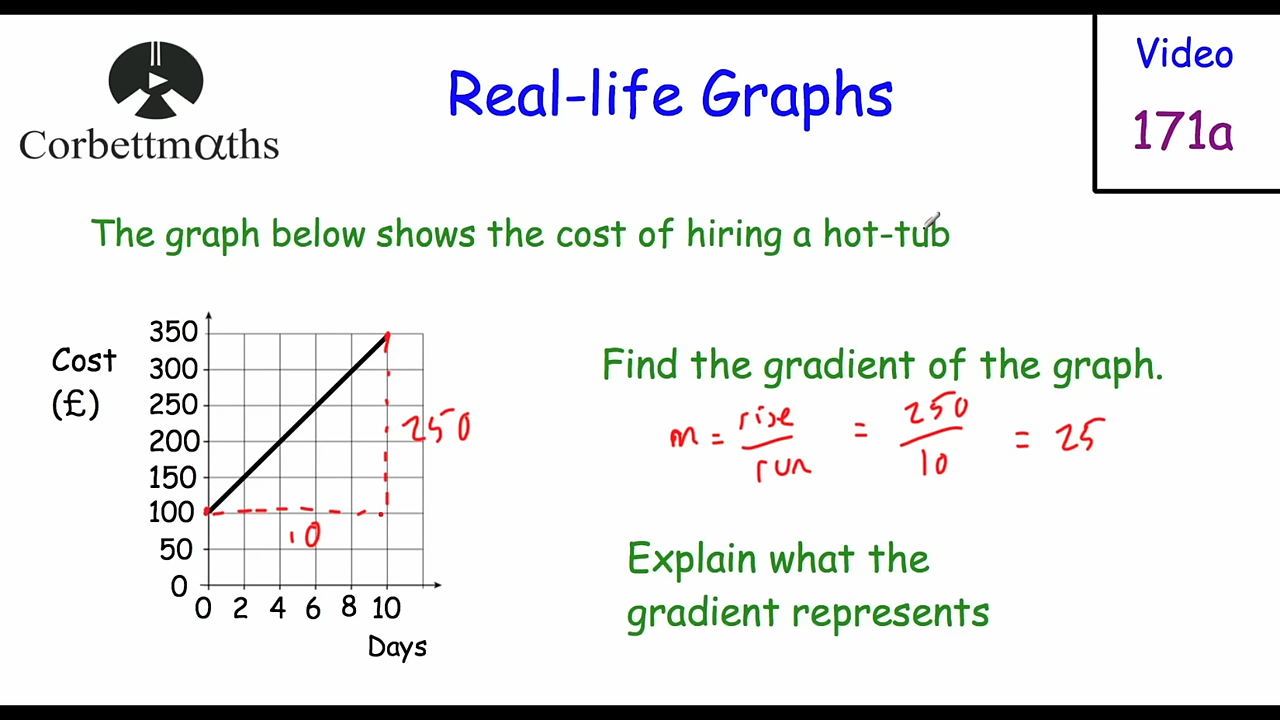 Corbettmαths
Real-life Graphs
Video
171a
The graph below shows the cost of hiring a hot-tub
Cost
(£)
350
300
250
200
150
100
50
0
0 2 4 6 8 10
Days
250
10
Find the gradient of the graph.
m = rise/run = 250/10 = 25
Explain what the
gradient represents